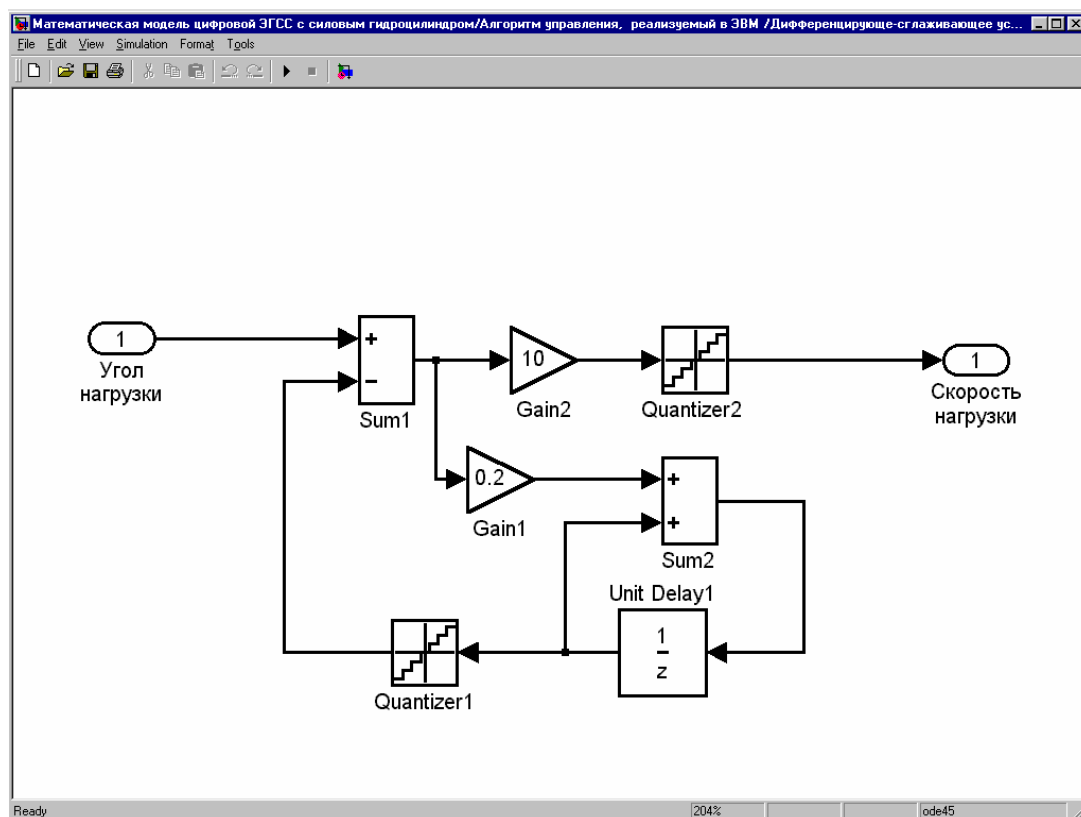 Математическая модель цифровой ЭГСС с силовым гидроцилиндром/Алгоритм управления, реализуемый в ЭВМ /Дифференцирующе-сглаживающее ус...
File Edit View Simulation Format Tools
1
Угол
нагрузки
+
−
Sum1
10
Gain2
Quantizer2
1
Скорость
нагрузки
0.2
Gain1
+
+
Sum2
Unit Delay1
1
z
Quantizer1
Ready 204% ode45